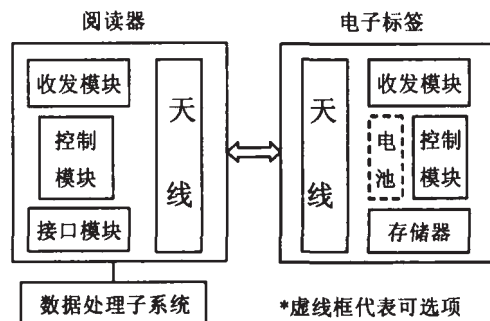 阅读器
电子标签
收发模块
控制
模块
接口模块
天
线
天
线
收发模块
电
池
控制
模块
存储器
数据处理子系统
*虚线框代表可选项